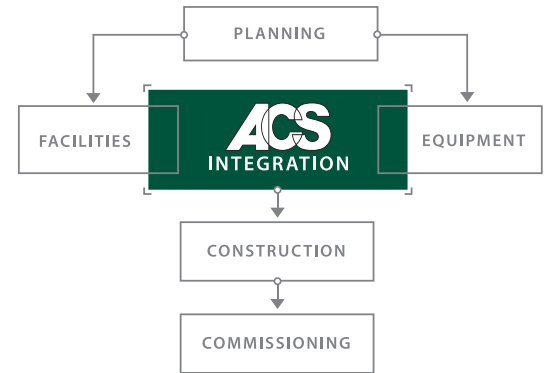 PLANNING
FACILITIES
ACS
INTEGRATION
EQUIPMENT
CONSTRUCTION
COMMISSIONING